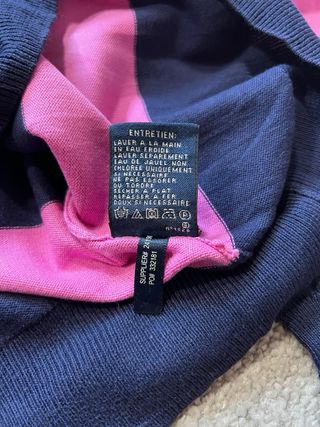 ENTRETIEN:
LAVER A LA MAIN
EN EAU FROIDE
LAVER SEPAREMENT
EAU DE JAVEL NON
CHLOREE UNIQUEMENT
SI NECESSAIRE
NE PAS ESSORER
OU TORDRE
SECHER A PLAT
REPASSER A FER
DOUX SI NECESSAIRE
SUPPLIER#
PO# 332181